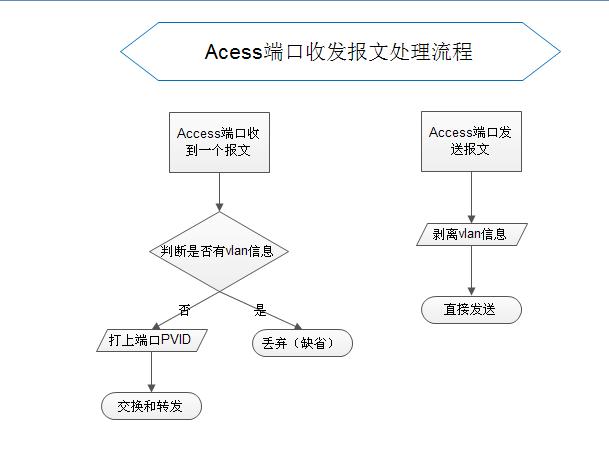 Acess端口收发报文处理流程
Access端口收
到一个报文
判断是否有vlan信息
否
是
打上端口PVID
丢弃（缺省）
交换和转发
Access端口发
送报文
剥离vlan信息
直接发送